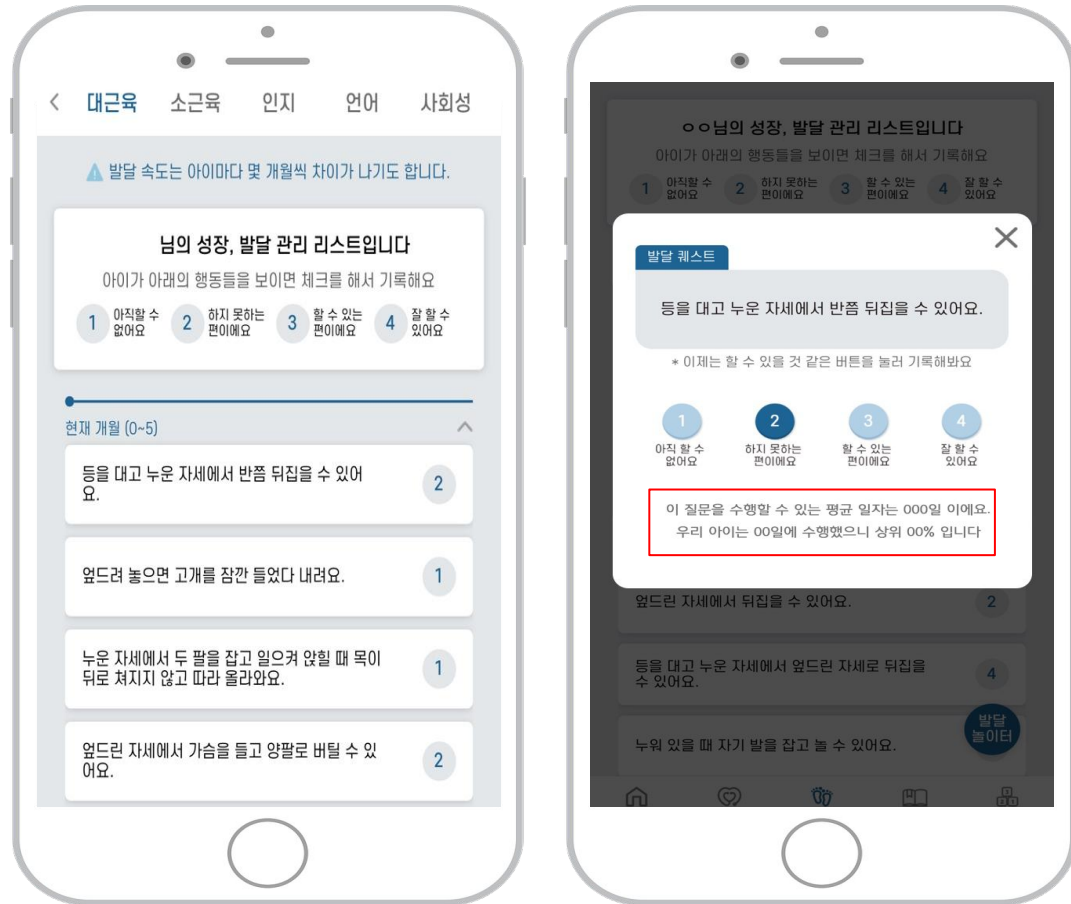 대근육 소근육 인지 언어 사회성
발달 속도는 아이마다 몇 개월씩 차이가 나기도 합니다.
님의 성장, 발달 관리 리스트입니다
아이가 아래의 행동들을 보이면 체크를 해서 기록해요
1 아직할 수 없어요 2 하지 못하는 편이에요 3 할 수 있는 편이에요 4 잘 할 수 있어요
현재 개월 (0~5)
등을 대고 누운 자세에서 반쯤 뒤집을 수 있어
요.
2
엎드려 놓으면 고개를 잠깐 들었다 내려요.
1
누운 자세에서 두 팔을 잡고 일으켜 앉힐 때 목이
뒤로 쳐지지 않고 따라 올라와요.
1
엎드린 자세에서 가슴을 들고 양팔로 버틸 수 있
어요.
2
ㅇㅇ님의 성장, 발달 관리 리스트입니다
아이가 아래의 행동들을 보이면 체크를 해서 기록해요
1 아직할 수 없어요 2 하지 못하는 편이에요 3 할 수 있는 편이에요 4 잘 할 수 있어요
발달 퀘스트
등을 대고 누운 자세에서 반쯤 뒤집을 수 있어요.
* 이제는 할 수 있을 것 같은 버튼을 눌러 기록해봐요
1 2 3 4
아직 할 수 없어요 하지 못하는 편이에요 할 수 있는 편이에요 잘 할 수 있어요
이 질문을 수행할 수 있는 평균 일자는 000일 이에요.
우리 아이는 00일에 수행했으니 상위 00% 입니다
엎드린 자세에서 뒤집을 수 있어요.
2
등을 대고 누운 자세에서 엎드린 자세로 뒤집을
수 있어요.
4
발달
놀이터
누워 있을 때 자기 발을 잡고 놀 수 있어요.